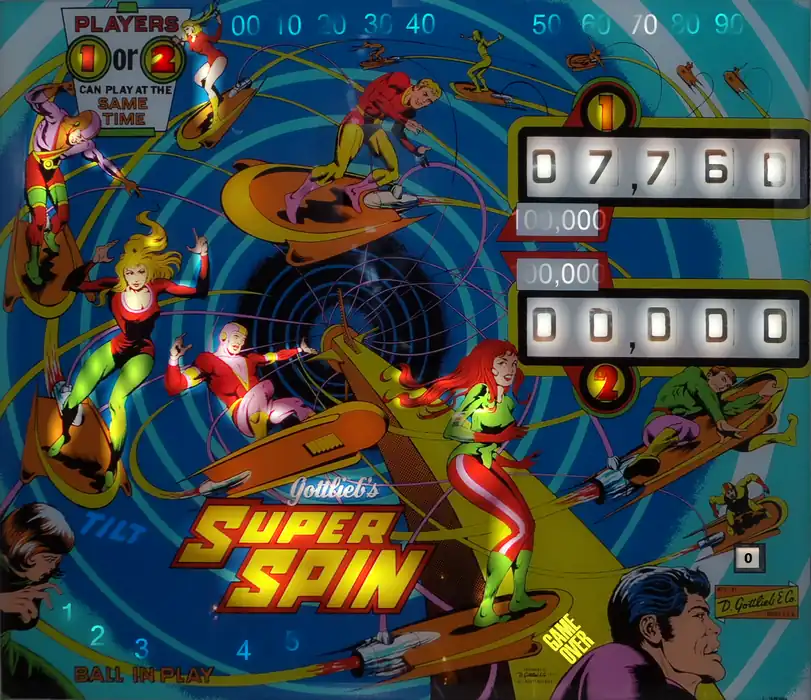 PLAYERS
1 or 2
CAN PLAY AT THE
SAME
TIME
00 10 20 30 40 50 60 70 80 90
1
07,760
100,000
00,000
00,000
2
Gottlieb's
SUPER
SPIN
TILT
0
D. Gottlieb & Co.
GAME
OVER
1 2 3 4 5
BALL IN PLAY